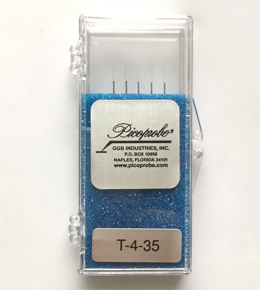 Picoprobe®
GGB INDUSTRIES, INC.
P.O. BOX 10958
NAPLES, FLORIDA 34101
www.picoprobe.com
T-4-35